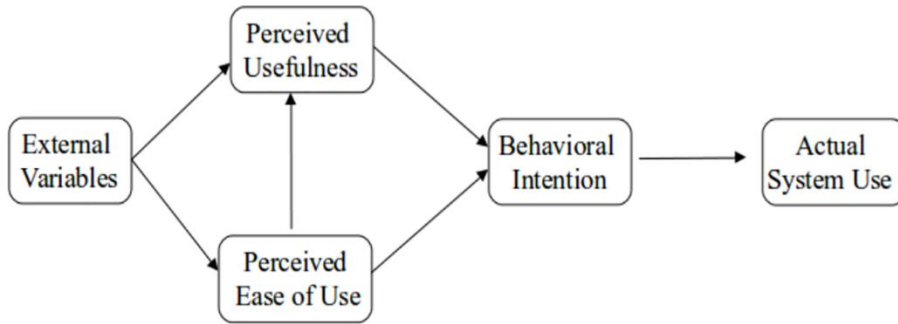 Perceived
Usefulness
External
Variables
Behavioral
Intention
Actual
System Use
Perceived
Ease of Use